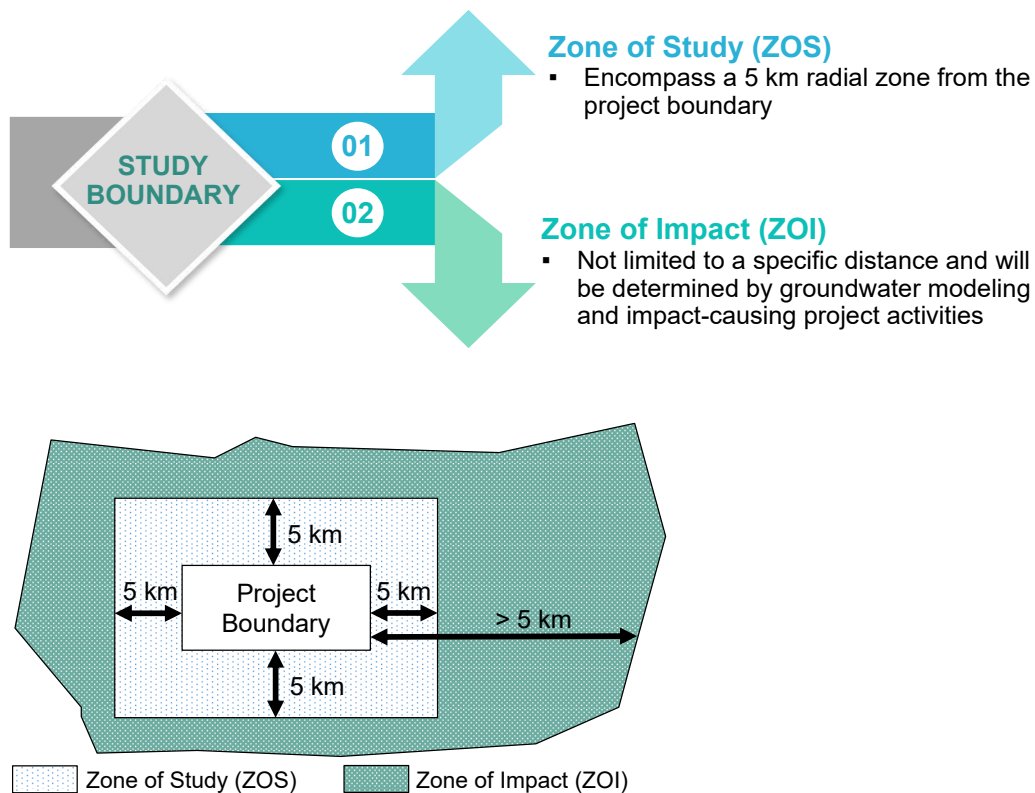 STUDY
BOUNDARY
01
02
Zone of Study (ZOS)
▪ Encompass a 5 km radial zone from the
project boundary
Zone of Impact (ZOI)
▪ Not limited to a specific distance and will
be determined by groundwater modeling
and impact-causing project activities
5 km
5 km
Project
Boundary
5 km
> 5 km
5 km
Zone of Study (ZOS)
Zone of Impact (ZOI)